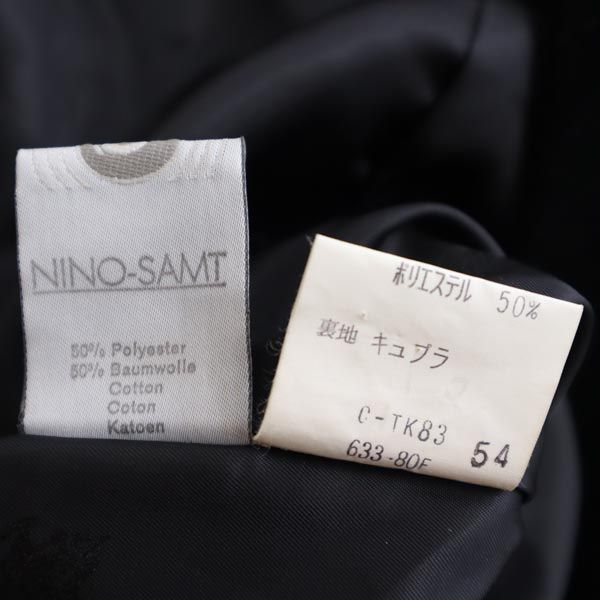 NINO-SAMT
50% Polyester
50% Baumwolle
Cotton
Coton
Katoen
ポリエステル 50%
裏地 キュプラ
C-TK83
633-80E 54